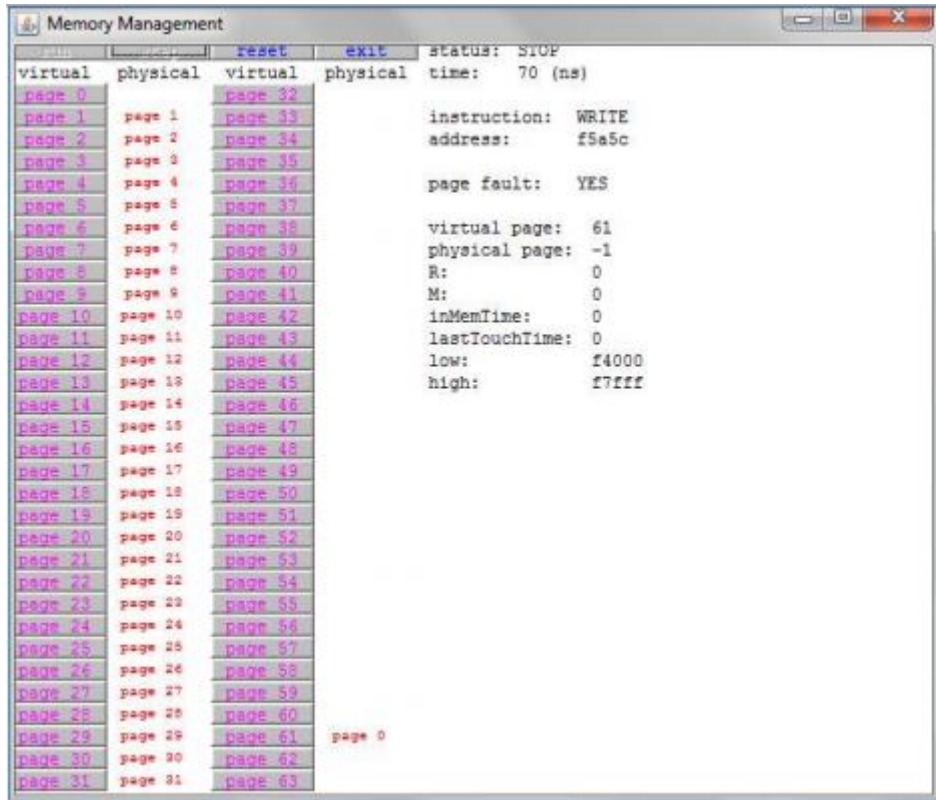 Memory Management
reset exit status: STOP
virtual physical virtual physical time: 70 (ns)
page 0 page 32
page 1 page 1 page 33 instruction: WRITE
page 2 page 2 page 34 address: f5a5c
page 3 page 3 page 35
page 4 page 4 page 36 page fault: YES
page 5 page 5 page 37
page 6 page 6 page 38 virtual page: 61
page 7 page 7 page 39 physical page: -1
page 8 page 8 page 40 R: 0
page 9 page 9 page 41 M: 0
page 10 page 10 page 42 inMemTime: 0
page 11 page 11 page 43 lastTouchTime: 0
page 12 page 12 page 44 low: f4000
page 13 page 13 page 45 high: f7fff
page 14 page 14 page 46
page 15 page 15 page 47
page 16 page 16 page 48
page 17 page 17 page 49
page 18 page 18 page 50
page 19 page 19 page 51
page 20 page 20 page 52
page 21 page 21 page 53
page 22 page 22 page 54
page 23 page 23 page 55
page 24 page 24 page 56
page 25 page 25 page 57
page 26 page 26 page 58
page 27 page 27 page 59
page 28 page 28 page 60
page 29 page 29 page 61 page 0
page 30 page 30 page 62
page 31 page 31 page 63